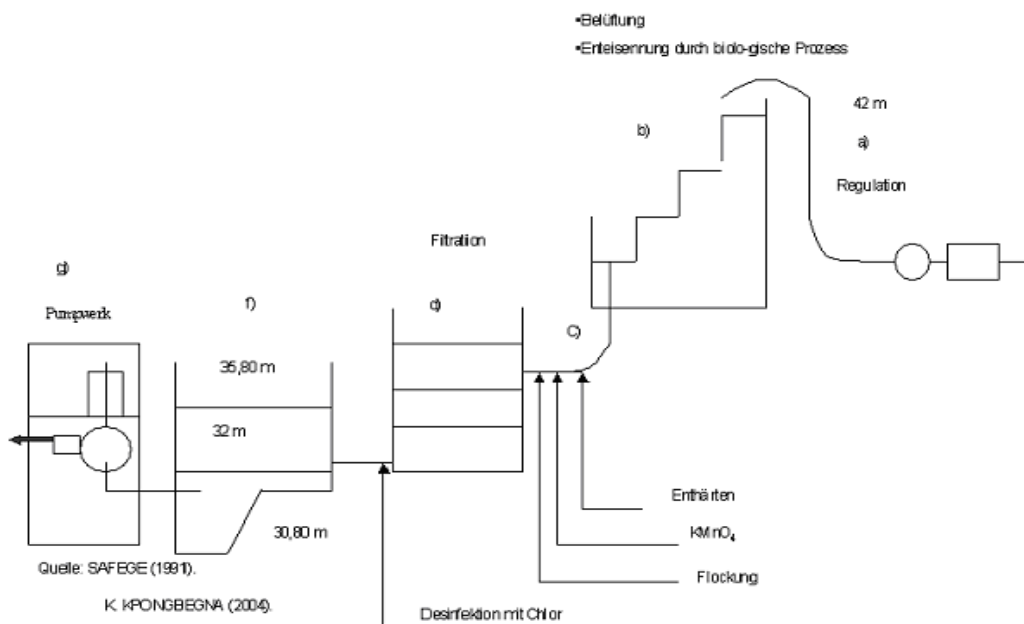 •Belüftung
•Enteisennung durch biolo-gische Prozess
42 m
b)
a)
Regulation
Filtration
g)
f)
d)
Pumpwerk
C)
35,80 m
32 m
Enthärten
30,80 m
KMnO₄
Quelle: SAFEGE (1991).
Flockung
K. KPONGBEGNA (2004).
Desinfektion mit Chlor